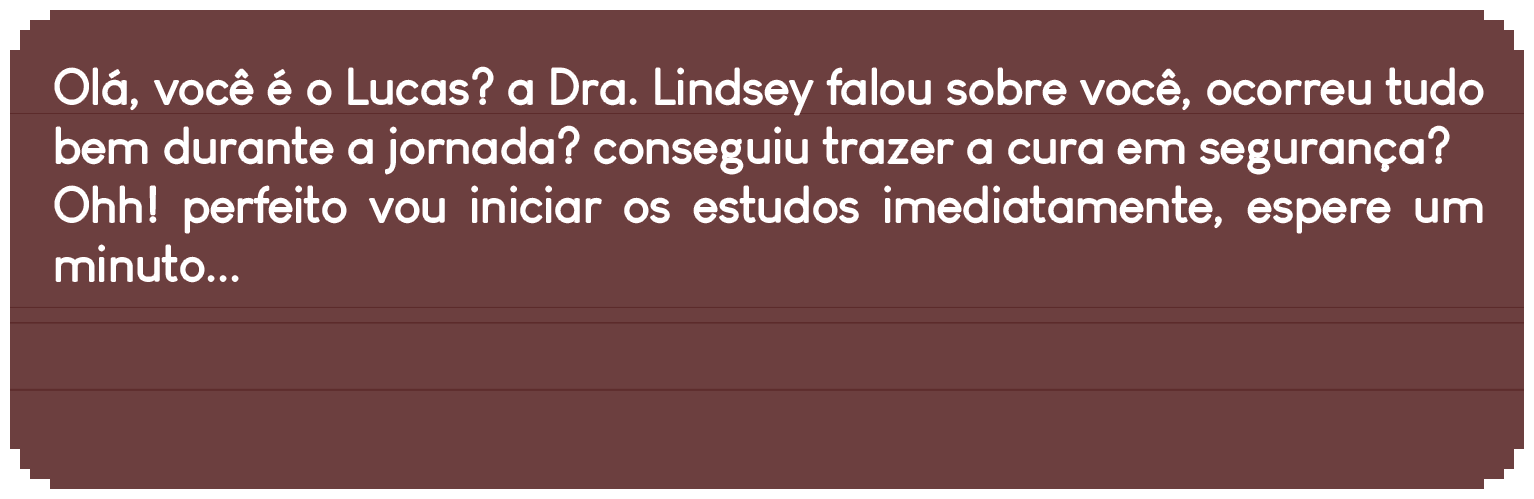 Olá, você é o Lucas? a Dra. Lindsey falou sobre você, ocorreu tudo
bem durante a jornada? conseguiu trazer a cura em segurança?
Ohh! perfeito vou iniciar os estudos imediatamente, espere um
minuto...